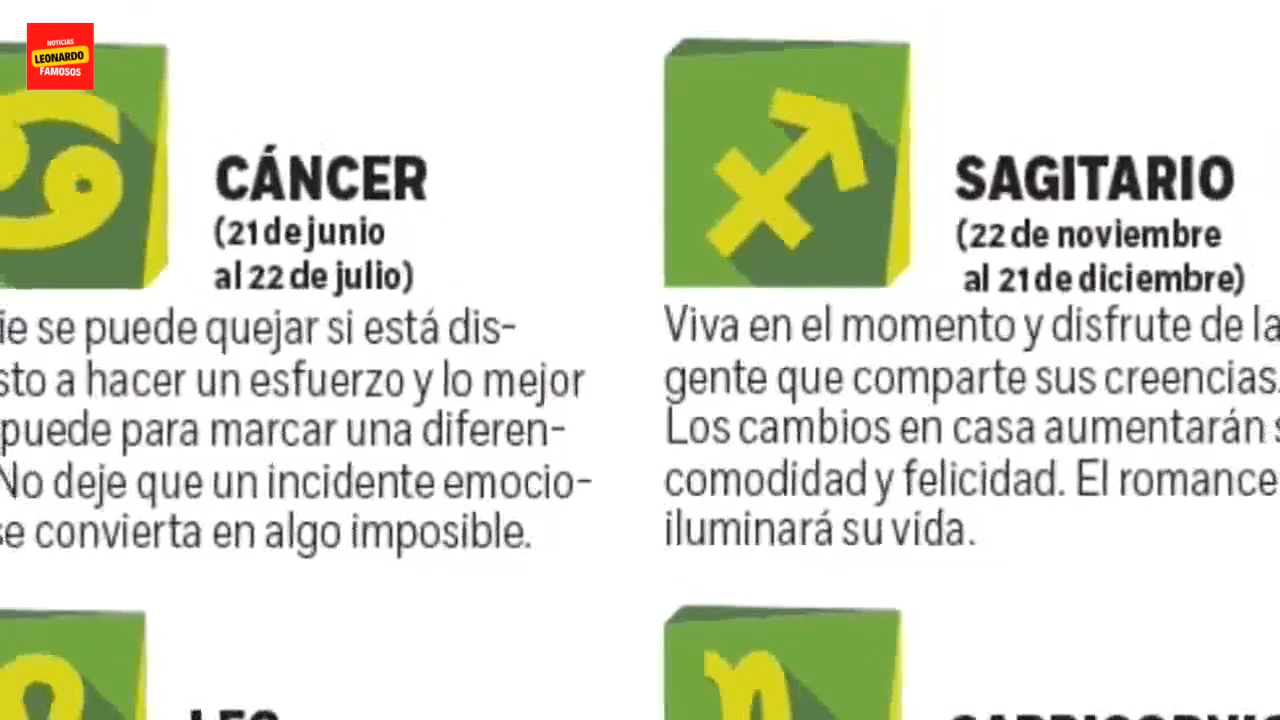 NOTICIAS
LEONARDO
FAMOSOS
CÁNCER
(21 de junio
al 22 de julio)
se puede quejar si está dis-
a hacer un esfuerzo y lo mejor
puede para marcar una diferen-
No deje que un incidente emocio-
se convierta en algo imposible.
SAGITARIO
(22 de noviembre
al 21 de diciembre)
Viva en el momento y disfrute de la
gente que comparte sus creencias.
Los cambios en casa aumentarán
comodidad y felicidad. El romance
iluminará su vida.
LEO